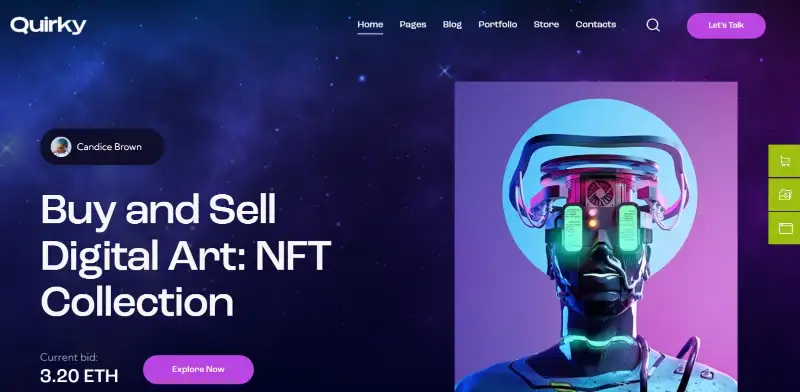 Quirky
Home Pages Blog Portfolio Store Contacts
Let's Talk
Candice Brown
Buy and Sell
Digital Art: NFT
Collection
Current bid:
3.20 ETH
Explore Now